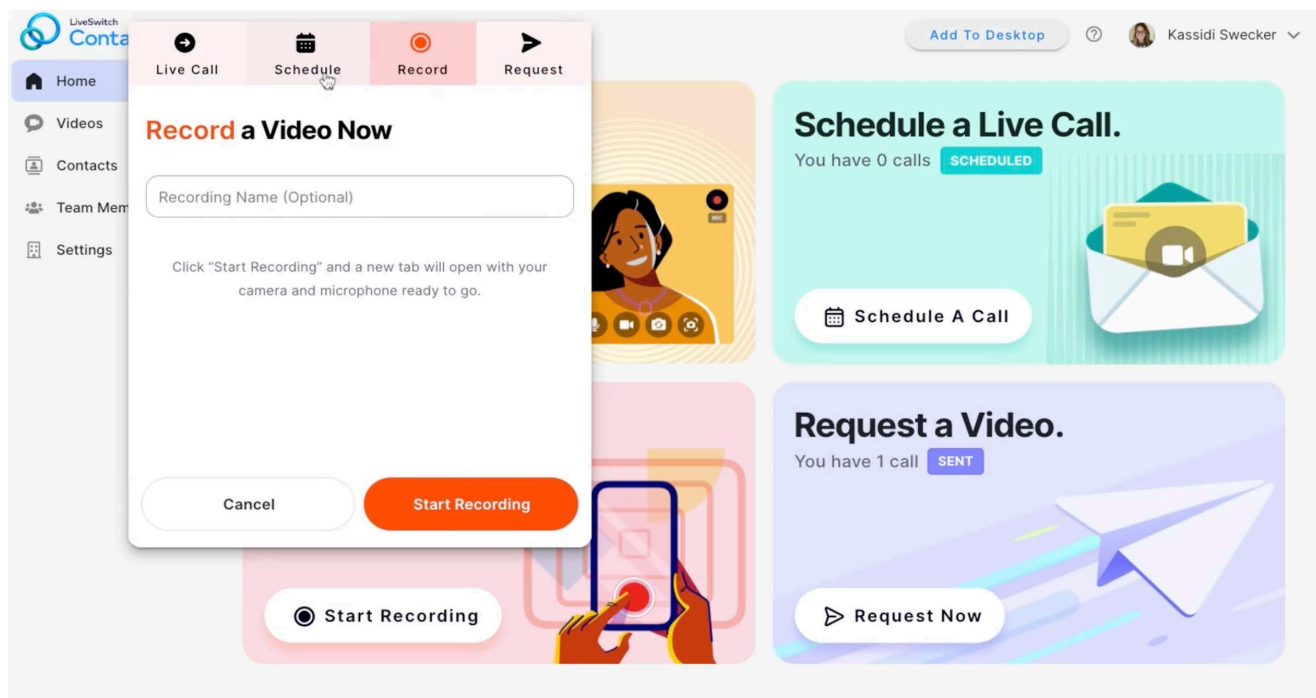 LiveSwitch
Conta
Live Call
Schedule
Record
Request
Add To Desktop
?
Kassidi Swecker
Home
Videos
Contacts
Team Mem
Settings
Record a Video Now
Recording Name (Optional)
Click “Start Recording” and a new tab will open with your
camera and microphone ready to go.
Cancel
Start Recording
REC
Schedule a Live Call.
You have 0 calls SCHEDULED
Schedule A Call
Start Recording
Request a Video.
You have 1 call SENT
Request Now